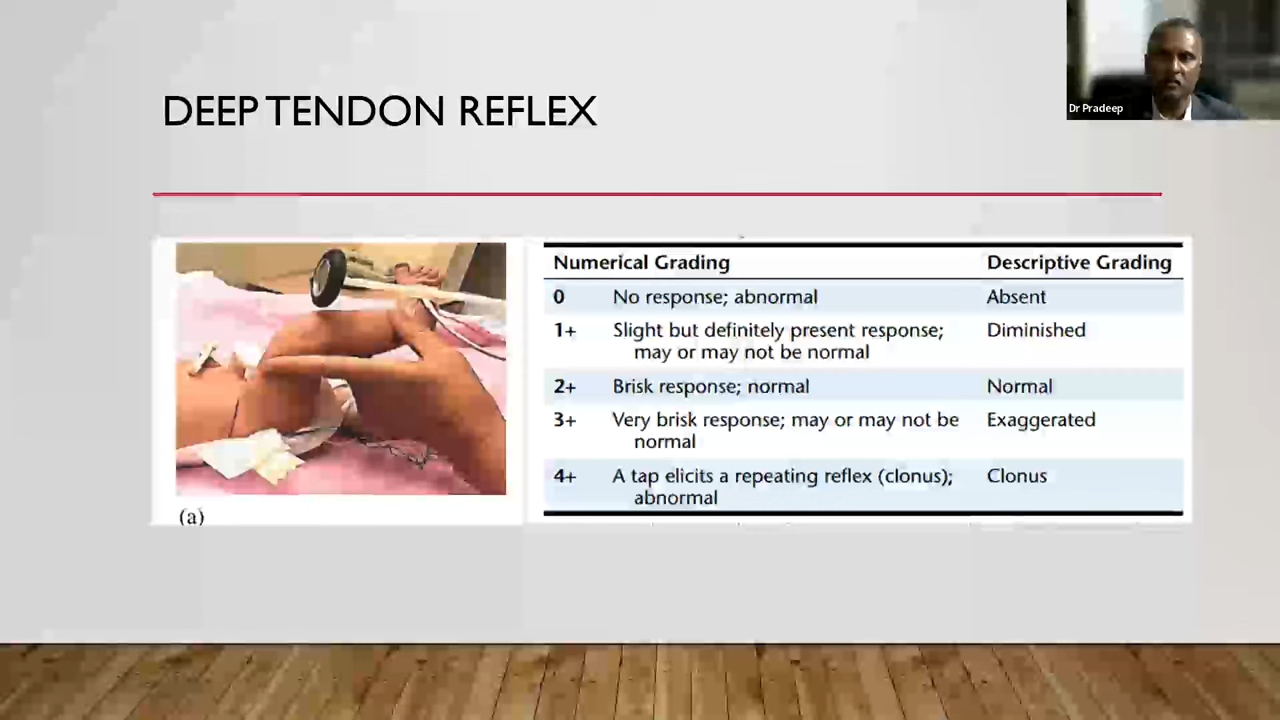 Dr Pradeep
DEEP TENDON REFLEX
Numerical Grading Descriptive Grading
0 No response; abnormal Absent
1+ Slight but definitely present response; Diminished
may or may not be normal
2+ Brisk response; normal Normal
3+ Very brisk response; may or may not be Exaggerated
normal
4+ A tap elicits a repeating reflex (clonus); Clonus
abnormal
(a)